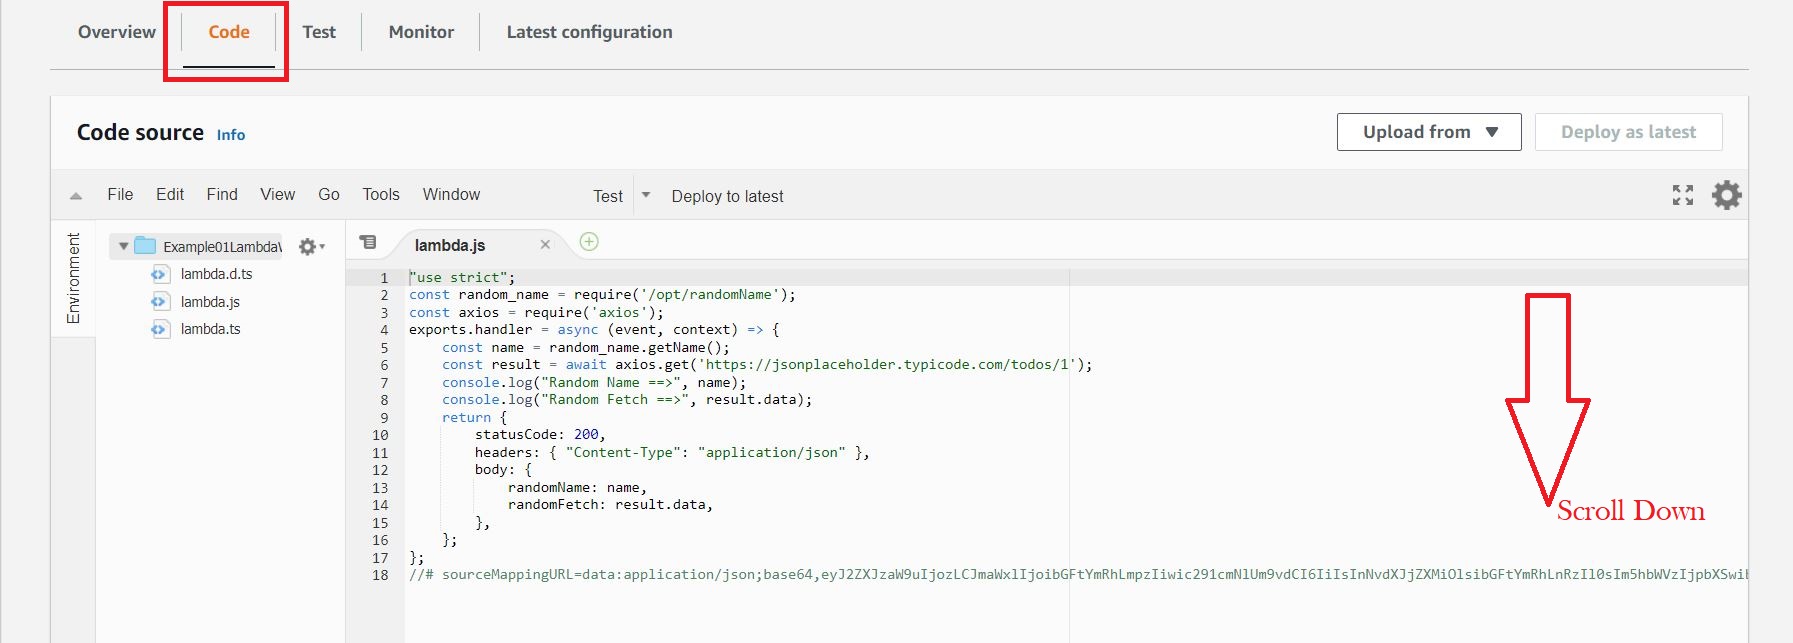 Overview Code Test Monitor Latest configuration
Code source Info
Upload from ▼ Deploy as latest
File Edit Find View Go Tools Window Test Deploy to latest
Environment
Example01Lambda
lambda.d.ts
lambda.js
lambda.ts
lambda.js
1 "use strict";
2 const random_name = require('/opt/randomName');
3 const axios = require('axios');
4 exports.handler = async (event, context) => {
5 const name = random_name.getName();
6 const result = await axios.get('https://jsonplaceholder.typicode.com/todos/1');
7 console.log("Random Name ==>", name);
8 console.log("Random Fetch ==>", result.data);
9 return {
10 statusCode: 200,
11 headers: { "Content-Type": "application/json" },
12 body: {
13 randomName: name,
14 randomFetch: result.data,
15 },
16 };
17 };
18 //# sourceMappingURL=data:application/json;base64,eyJ2ZXJzaW9uIjozLCJmaWxlIjoibGFtYmRhLmpzIiwic291cmNlUm9vdCI6IiIsInNvdXJjZXMiOlsibGFtYmRhLnRzIl0sIm5hbWVzIjpbXSwi
Scroll Down